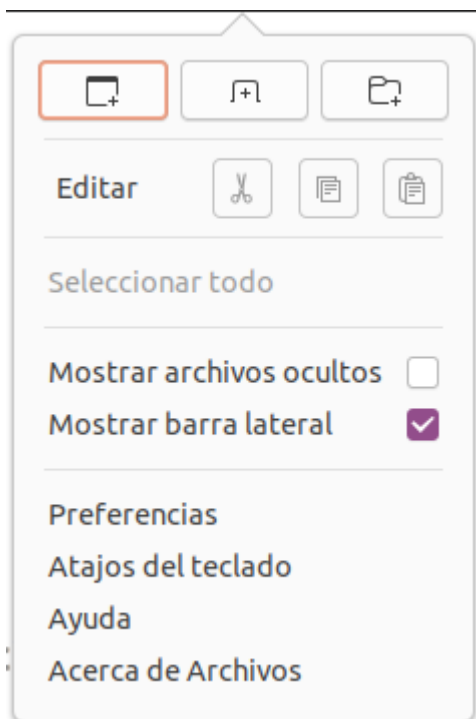 Editar
Seleccionar todo
Mostrar archivos ocultos
Mostrar barra lateral
Preferencias
Atajos del teclado
Ayuda
Acerca de Archivos